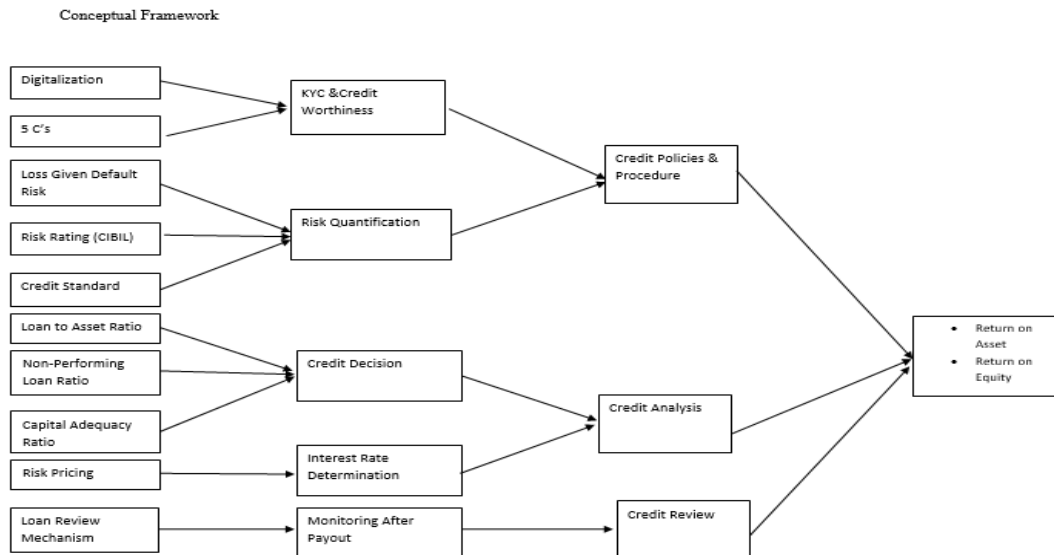 Conceptual Framework
Digitalization
5 C's
Loss Given Default
Risk
Risk Rating (CIBIL)
Credit Standard
Loan to Asset Ratio
Non-Performing
Loan Ratio
Capital Adequacy
Ratio
Risk Pricing
Loan Review
Mechanism
KYC &Credit
Worthiness
Risk Quantification
Credit Decision
Interest Rate
Determination
Monitoring After
Payout
Credit Policies &
Procedure
Credit Analysis
Credit Review
• Return on
Asset
• Return on
Equity